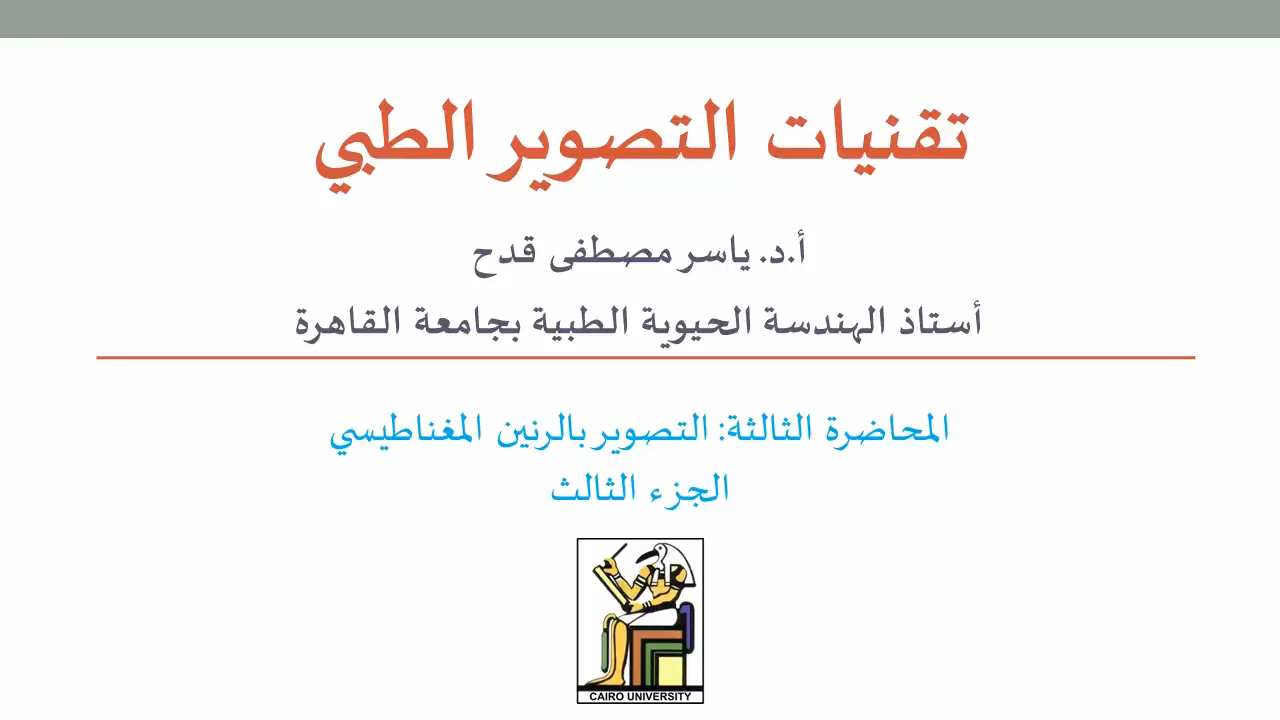 تقنيات التصوير الطبي
أ.د. ياسر مصطفى قدح
أستاذ الهندسة الحيوية الطبية بجامعة القاهرة
المحاضرة الثالثة: التصوير بالرنين المغناطيسي
الجزء الثالث
CAIRO UNIVERSITY